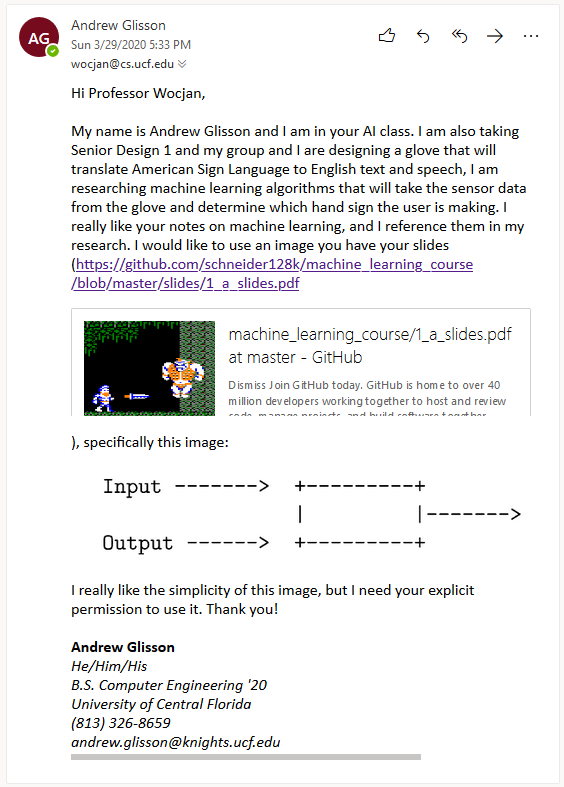 AG
Andrew Glisson
Sun 3/29/2020 5:33 PM
wocjan@cs.ucf.edu
Hi Professor Wocjan,
My name is Andrew Glisson and I am in your AI class. I am also taking
Senior Design 1 and my group and I are designing a glove that will
translate American Sign Language to English text and speech, I am
researching machine learning algorithms that will take the sensor data
from the glove and determine which hand sign the user is making. I
really like your notes on machine learning, and I reference them in my
research. I would like to use an image you have your slides
(https://github.com/schneider128k/machine_learning_course
/blob/master/slides/1_a_slides.pdf
machine_learning_course/1_a_slides.pdf
at master - GitHub
Dismiss Join GitHub today. GitHub is home to over 40
million developers working together to host and review
code, manage projects, and build software together.
), specifically this image:
Input ------->  +---------+
|         |------->
Output ------>  +---------+
I really like the simplicity of this image, but I need your explicit
permission to use it. Thank you!
Andrew Glisson
He/Him/His
B.S. Computer Engineering '20
University of Central Florida
(813) 326-8659
andrew.glisson@knights.ucf.edu